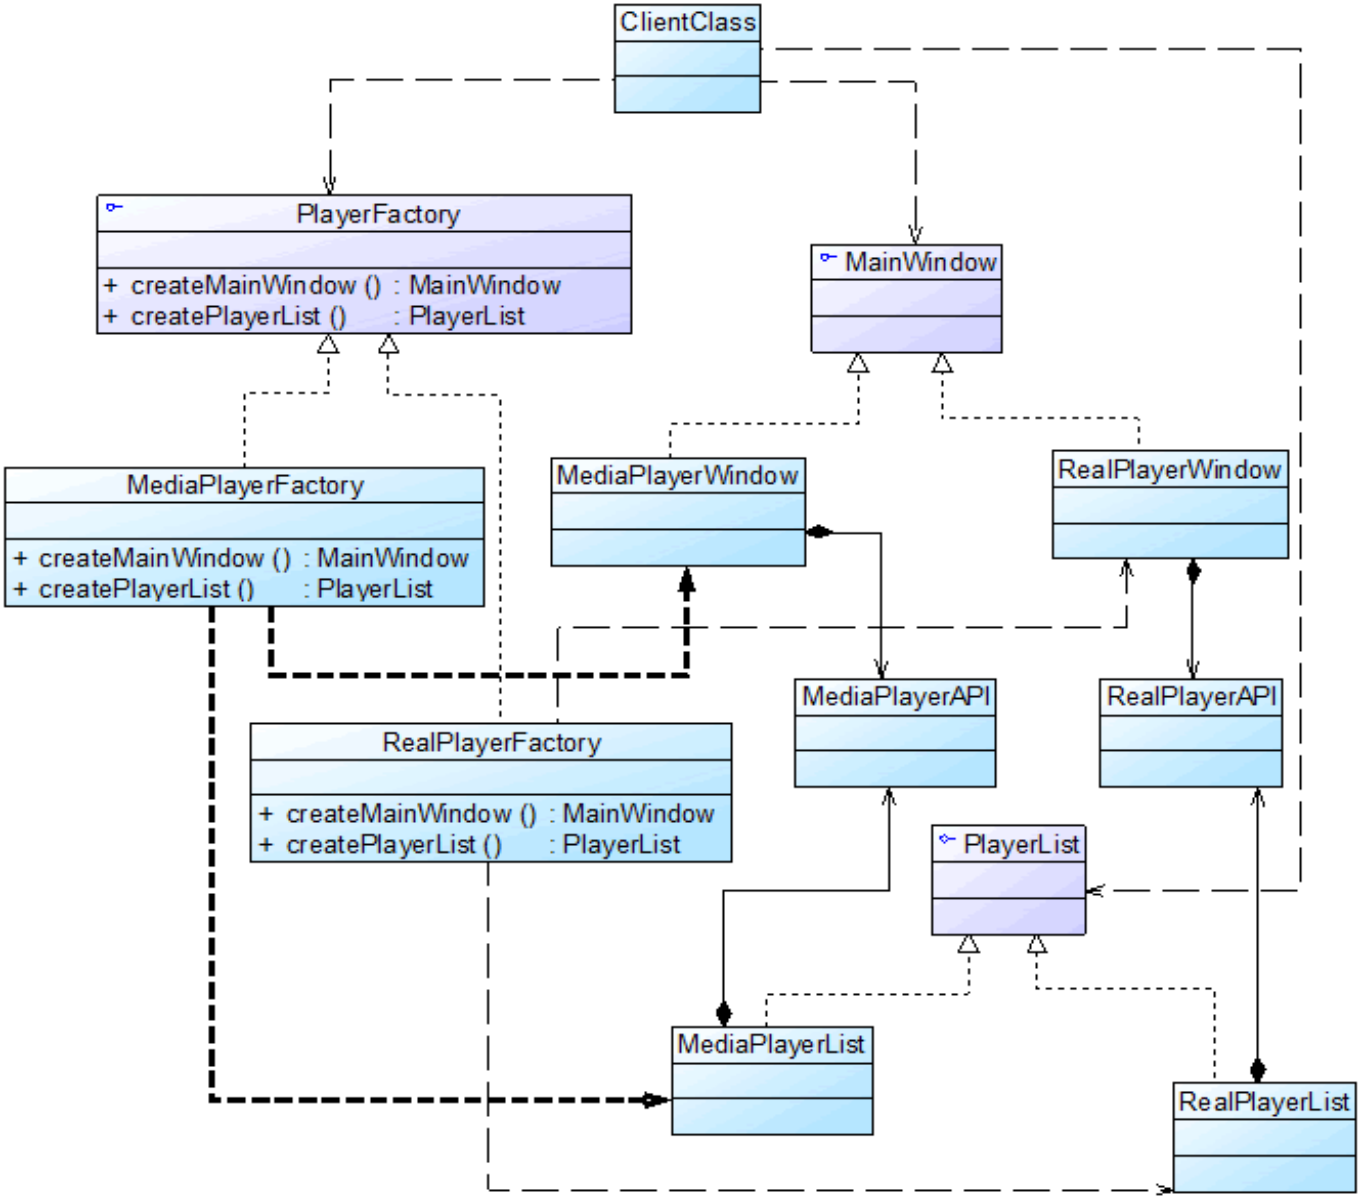 ClientClass
PlayerFactory
+ createMainWindow () : MainWindow
+ createPlayerList () : PlayerList
MainWindow
MediaPlayerFactory
+ createMainWindow () : MainWindow
+ createPlayerList () : PlayerList
MediaPlayerWindow
RealPlayerWindow
MediaPlayerAPI
RealPlayerAPI
RealPlayerFactory
+ createMainWindow () : MainWindow
+ createPlayerList () : PlayerList
PlayerList
MediaPlayerList
RealPlayerList